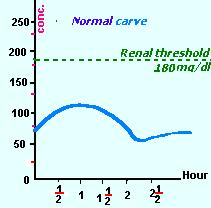 250
conc.
Normal carve
200
Renal threshold
180mg/dl
150
100
50
0
Hour
1/2 1 1 1/2 2 2 1/2